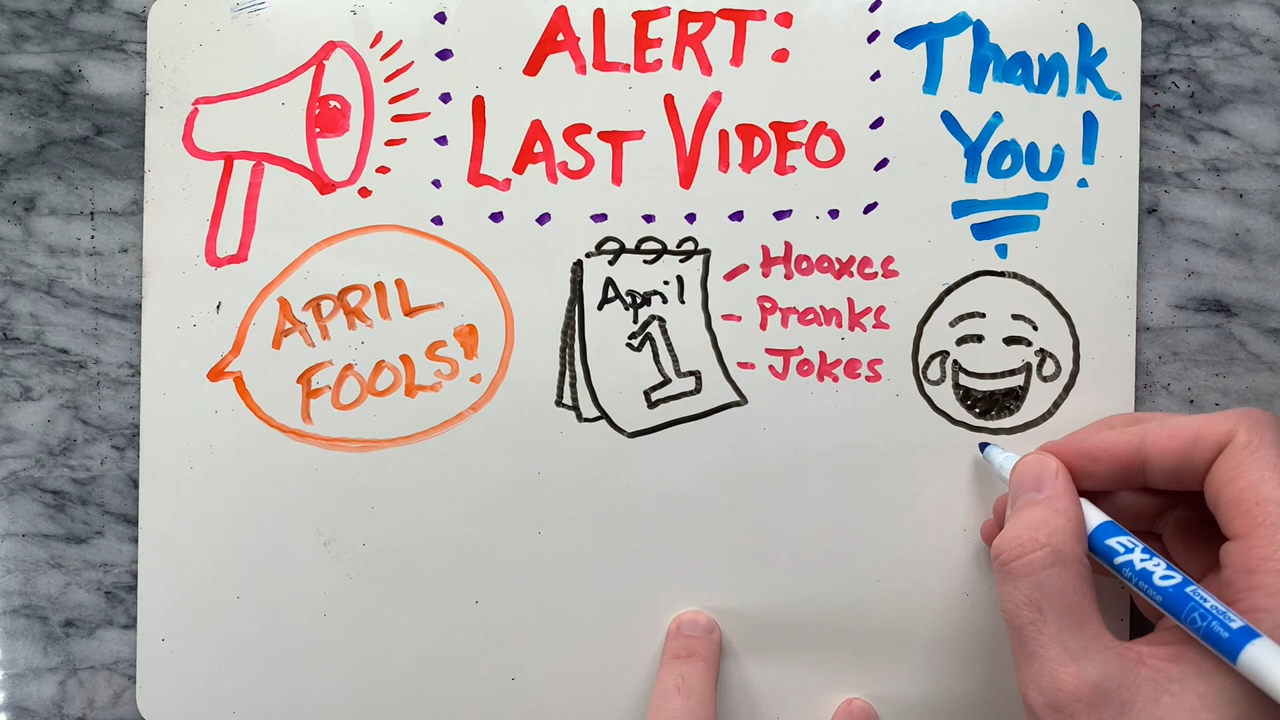 ALERT:
LAST VIDEO
Thank
You!
APRIL
FOOLS!
April
1
- Hoaxes
- Pranks
- Jokes
EXPO
dry erase
low odor
fine